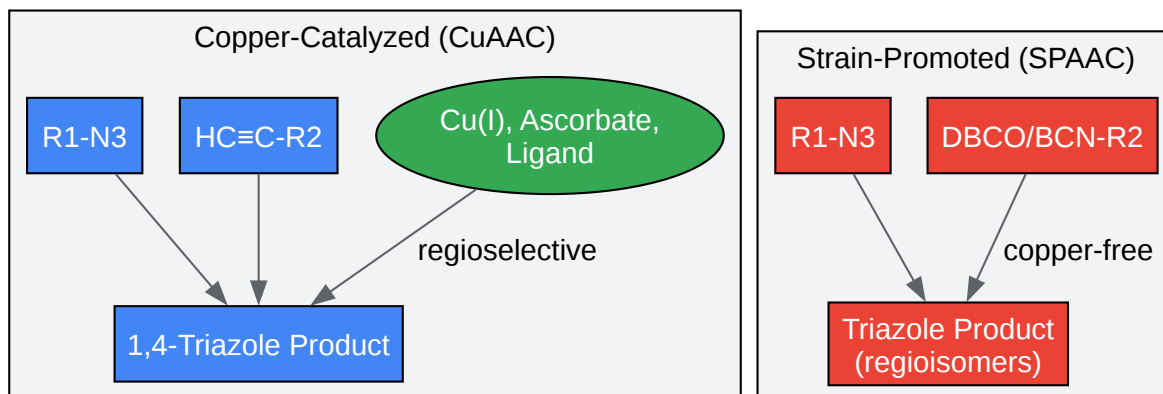 Copper-Catalyzed (CuAAC)
R1-N3
HC≡C-R2
Cu(I), Ascorbate,
Ligand
regioselective
1,4-Triazole Product
Strain-Promoted (SPAAC)
R1-N3
DBCO/BCN-R2
copper-free
Triazole Product
(regioisomers)